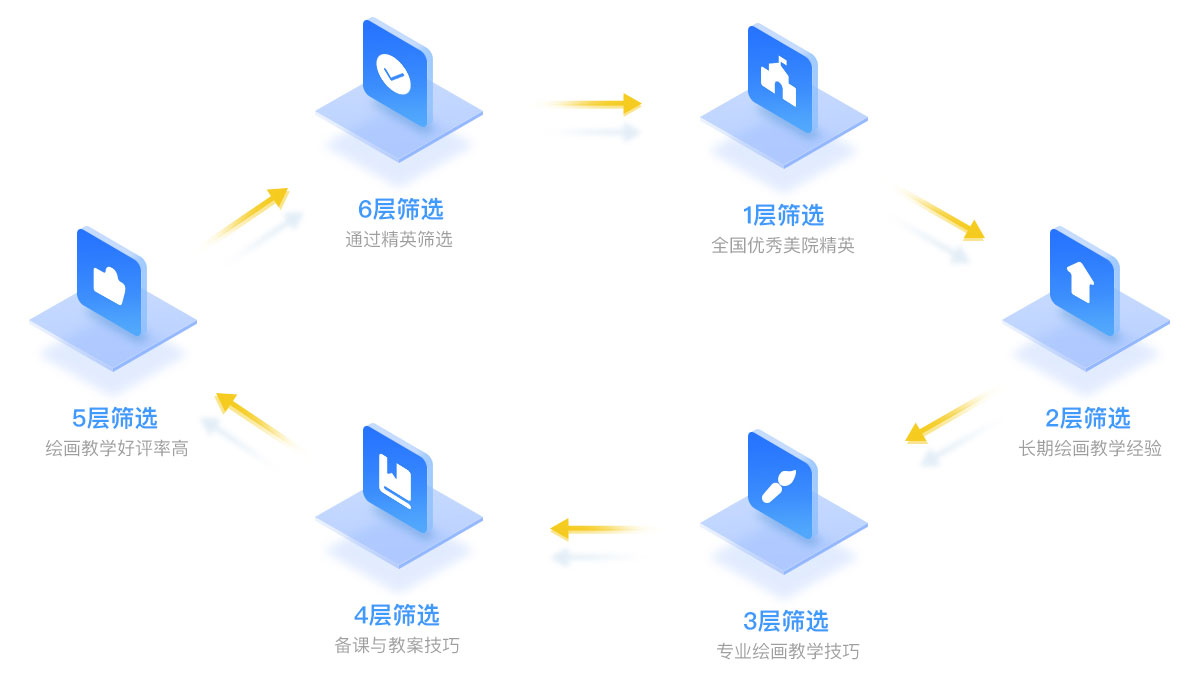 6层筛选
通过精英筛选
1层筛选
全国优秀美院精英
5层筛选
绘画教学好评率高
2层筛选
长期绘画教学经验
4层筛选
备课与教案技巧
3层筛选
专业绘画教学技巧